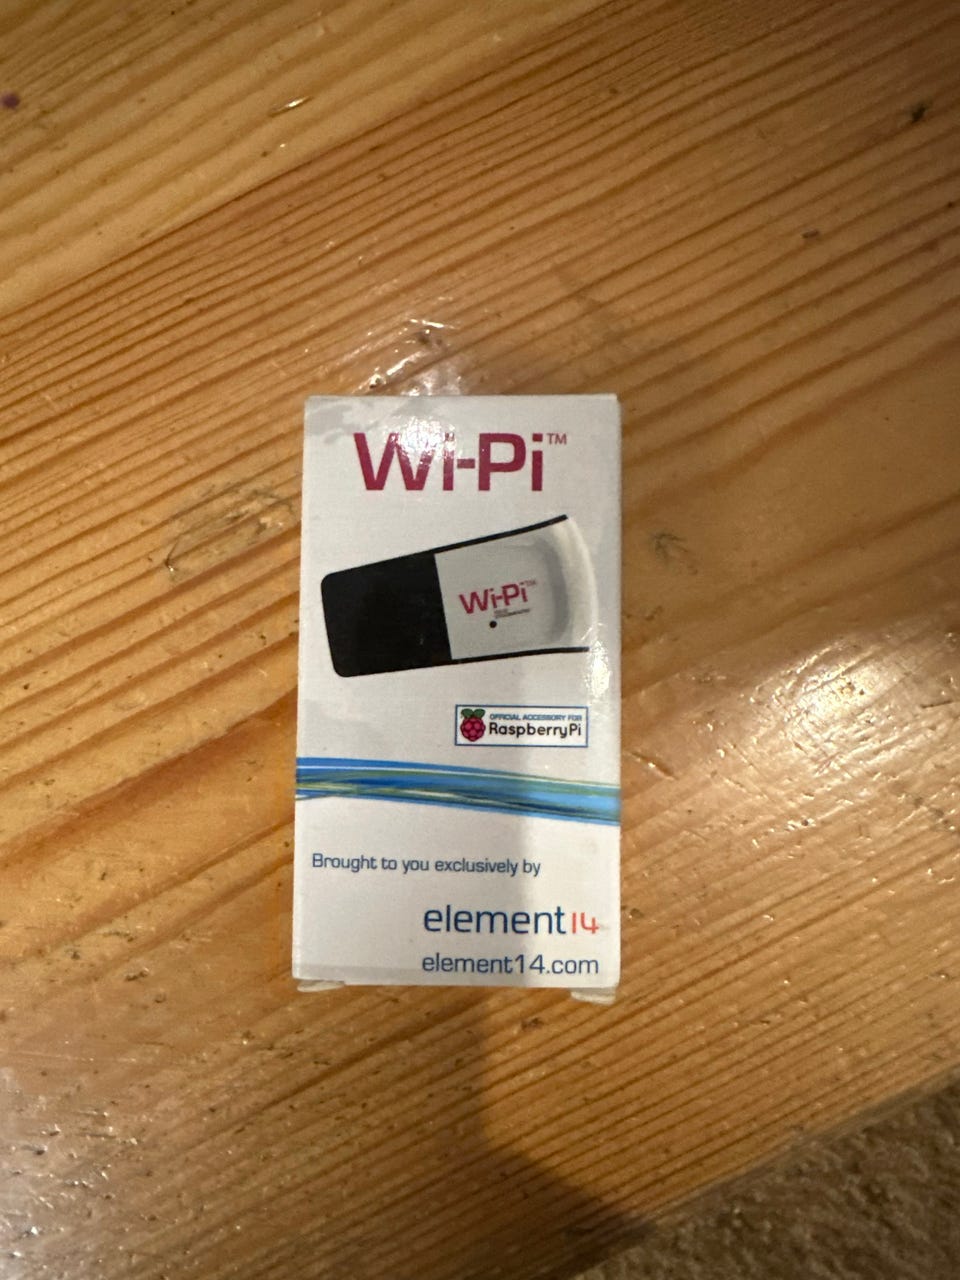 Wi-Pi™
Wi-Pi™
OFFICIAL ACCESSORY FOR
RaspberryPi
Brought to you exclusively by
element14
element14.com